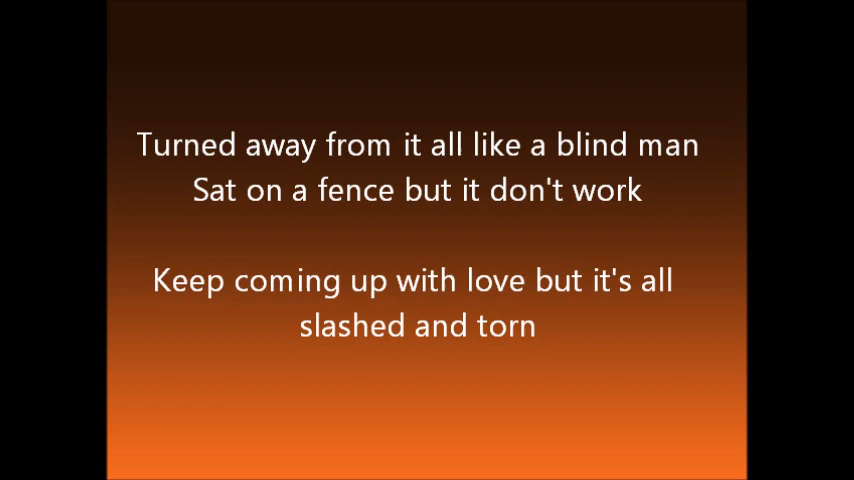 Turned away from it all like a blind man
Sat on a fence but it don't work
Keep coming up with love but it's all
slashed and torn